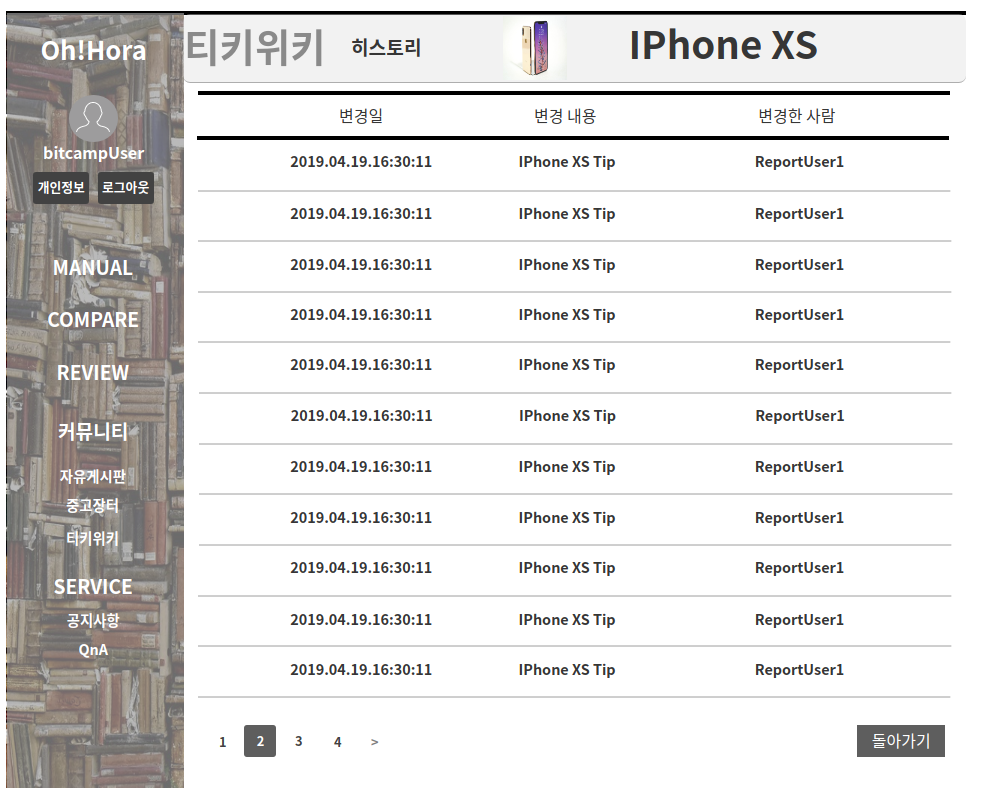 Oh!Hora
bitcampUser
개인정보 로그아웃
MANUAL
COMPARE
REVIEW
커뮤니티
자유게시판
중고장터
티키위키
SERVICE
공지사항
QnA
티키위키 히스토리 IPhone XS
변경일 변경 내용 변경한 사람
2019.04.19.16:30:11 IPhone XS Tip ReportUser1
2019.04.19.16:30:11 IPhone XS Tip ReportUser1
2019.04.19.16:30:11 IPhone XS Tip ReportUser1
2019.04.19.16:30:11 IPhone XS Tip ReportUser1
2019.04.19.16:30:11 IPhone XS Tip ReportUser1
2019.04.19.16:30:11 IPhone XS Tip ReportUser1
2019.04.19.16:30:11 IPhone XS Tip ReportUser1
2019.04.19.16:30:11 IPhone XS Tip ReportUser1
2019.04.19.16:30:11 IPhone XS Tip ReportUser1
2019.04.19.16:30:11 IPhone XS Tip ReportUser1
2019.04.19.16:30:11 IPhone XS Tip ReportUser1
1 2 3 4 > 돌아가기